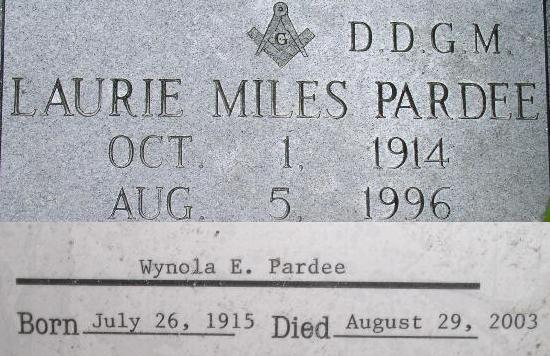 G
D.D.G.M.
LAURIE MILES PARDEE
OCT. 1, 1914
AUG. 5, 1996
Wynola E. Pardee
Born July 26, 1915 Died August 29, 2003